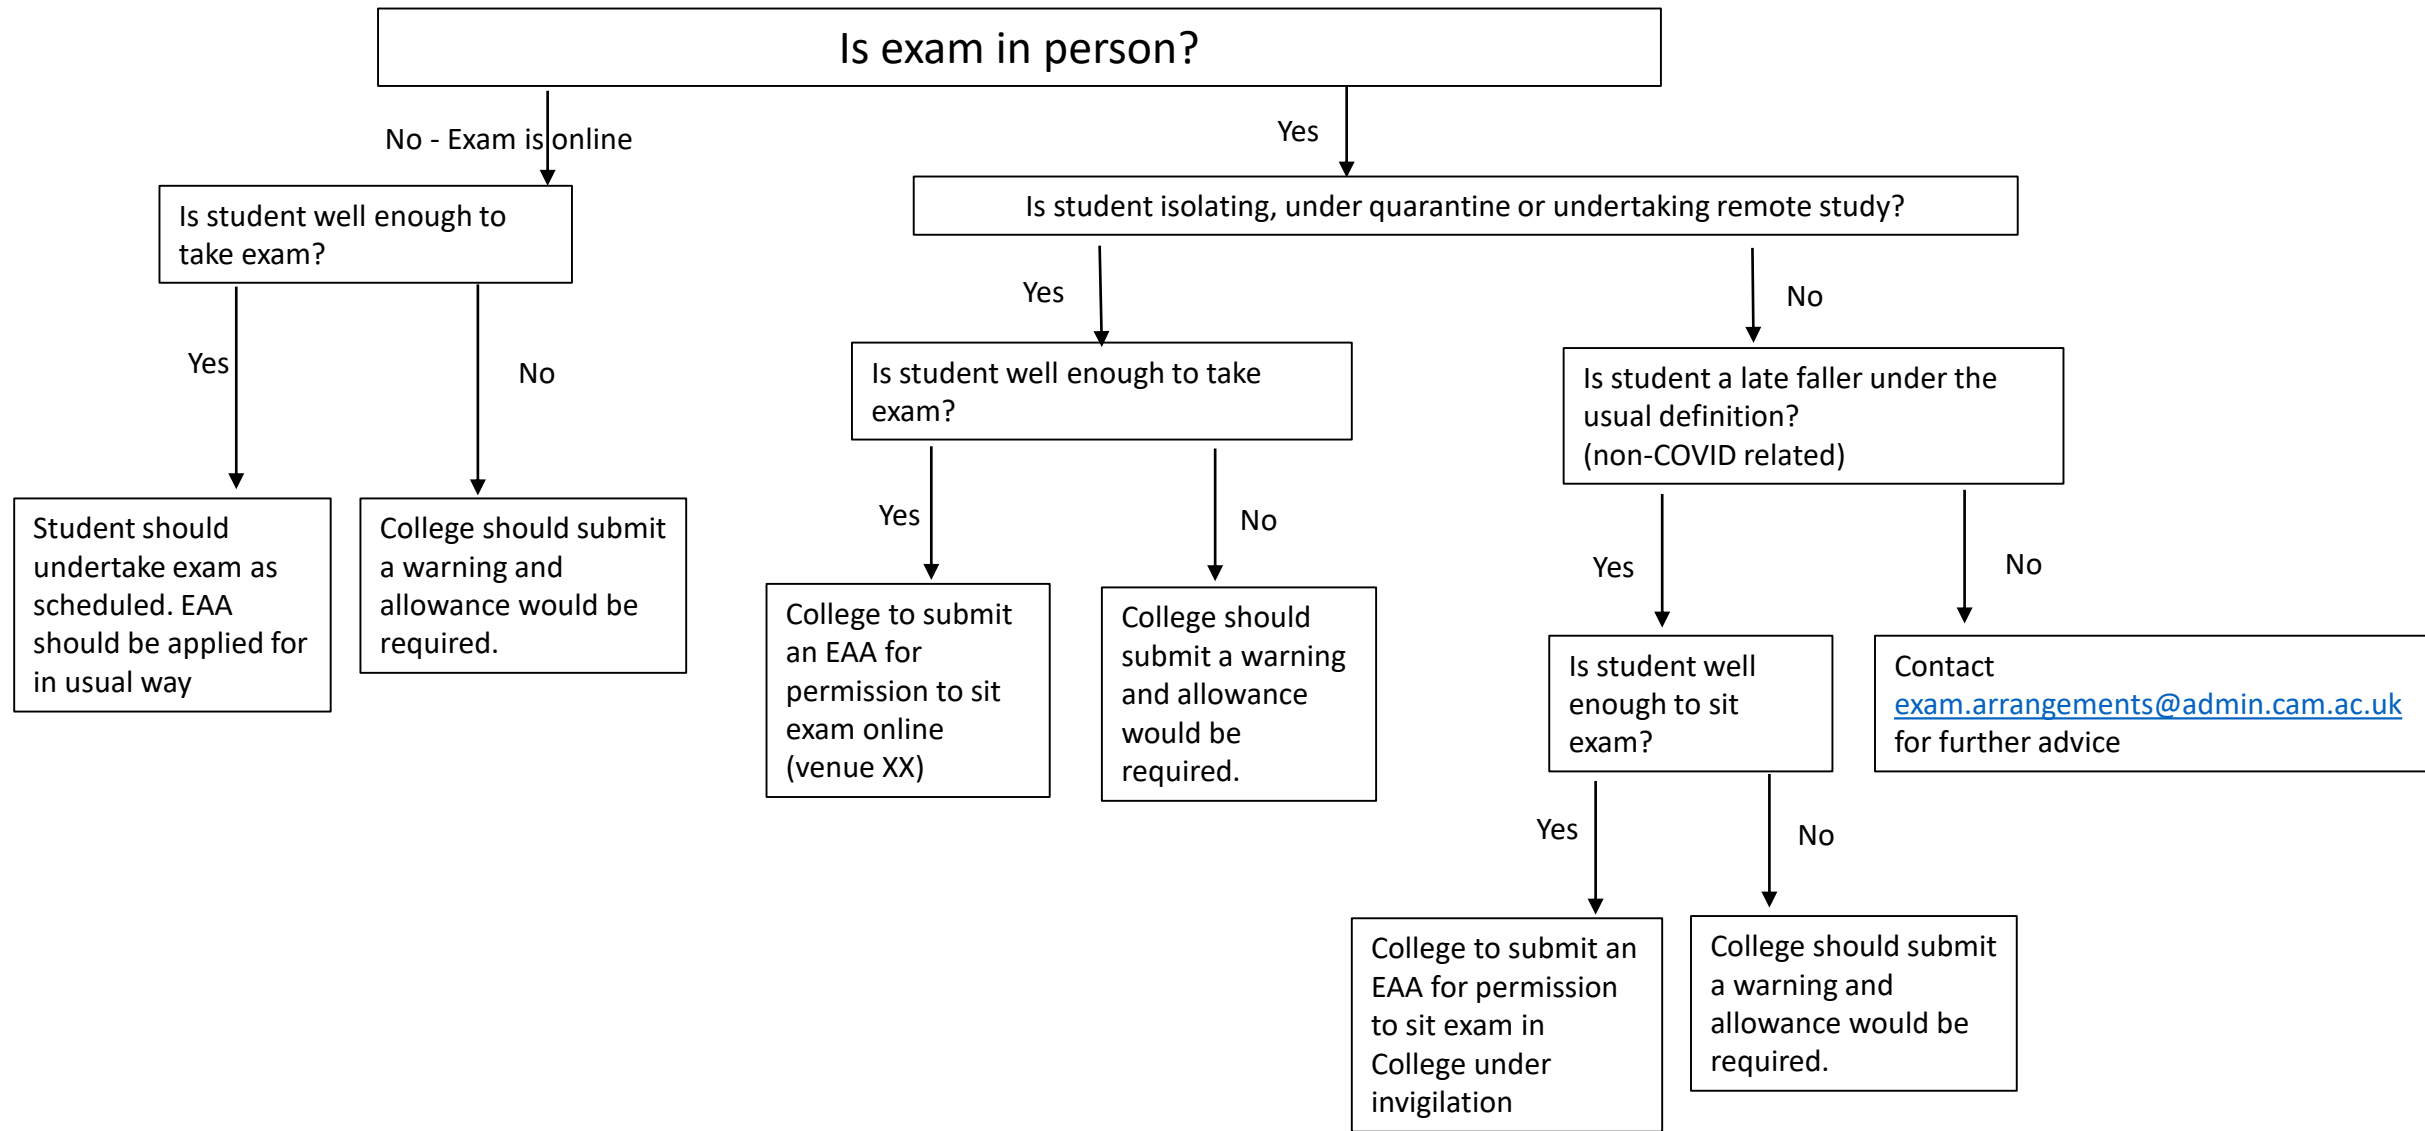 Is exam in person?
No - Exam is online
Yes
Is student well enough to
take exam?
Is student isolating, under quarantine or undertaking remote study?
Yes
No
Yes
No
Is student well enough to take
exam?
Is student a late faller under the
usual definition?
(non-COVID related)
Student should
undertake exam as
scheduled. EAA
should be applied for
in usual way
College should submit
a warning and
allowance would be
required.
Yes
No
Yes
No
College to submit
an EAA for
permission to sit
exam online
(venue XX)
College should
submit a warning
and allowance
would be
required.
Is student well
enough to sit
exam?
Contact
exam.arrangements@admin.cam.ac.uk
for further advice
Yes
No
College to submit an
EAA for permission
to sit exam in
College under
invigilation
College should submit
a warning and
allowance would be
required.